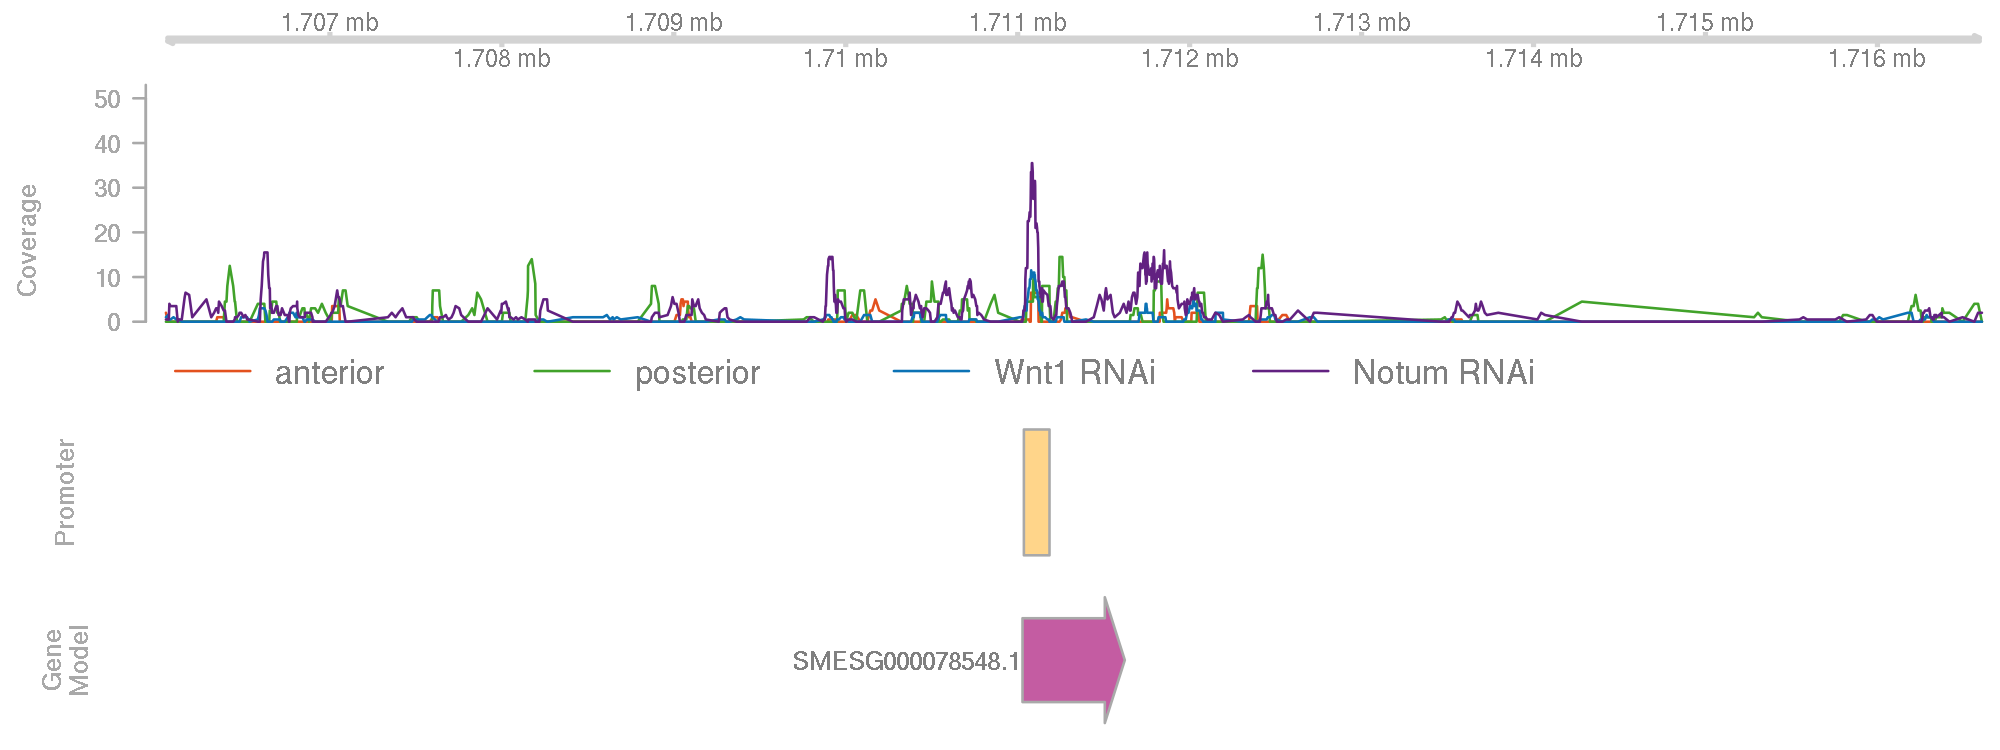 1.707 mb 1.709 mb 1.711 mb 1.713 mb 1.715 mb
1.708 mb 1.71 mb 1.712 mb 1.714 mb 1.716 mb
Coverage
50
40
30
20
10
0
anterior posterior Wnt1 RNAi Notum RNAi
Promoter
Gene
Model
SMESG000078548.1